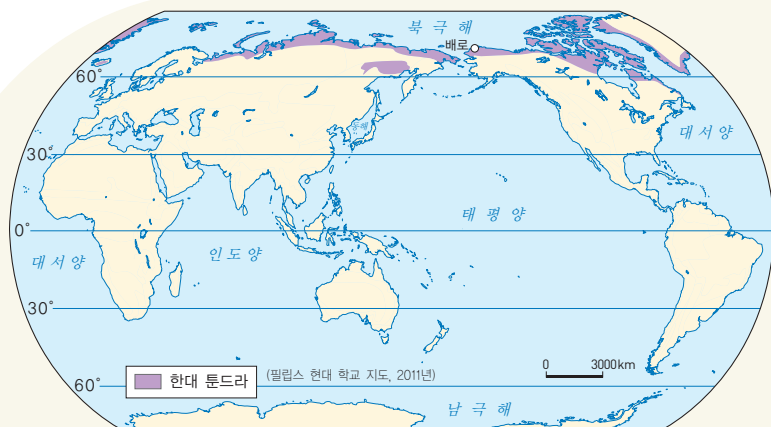 북극해
배로
60°
동해
대서양
30°
태평양
0°
대서양
인도양
30°
0 3000km
한대 툰드라
(필립스 현대 학교 지도, 2011년)
60°
남극해